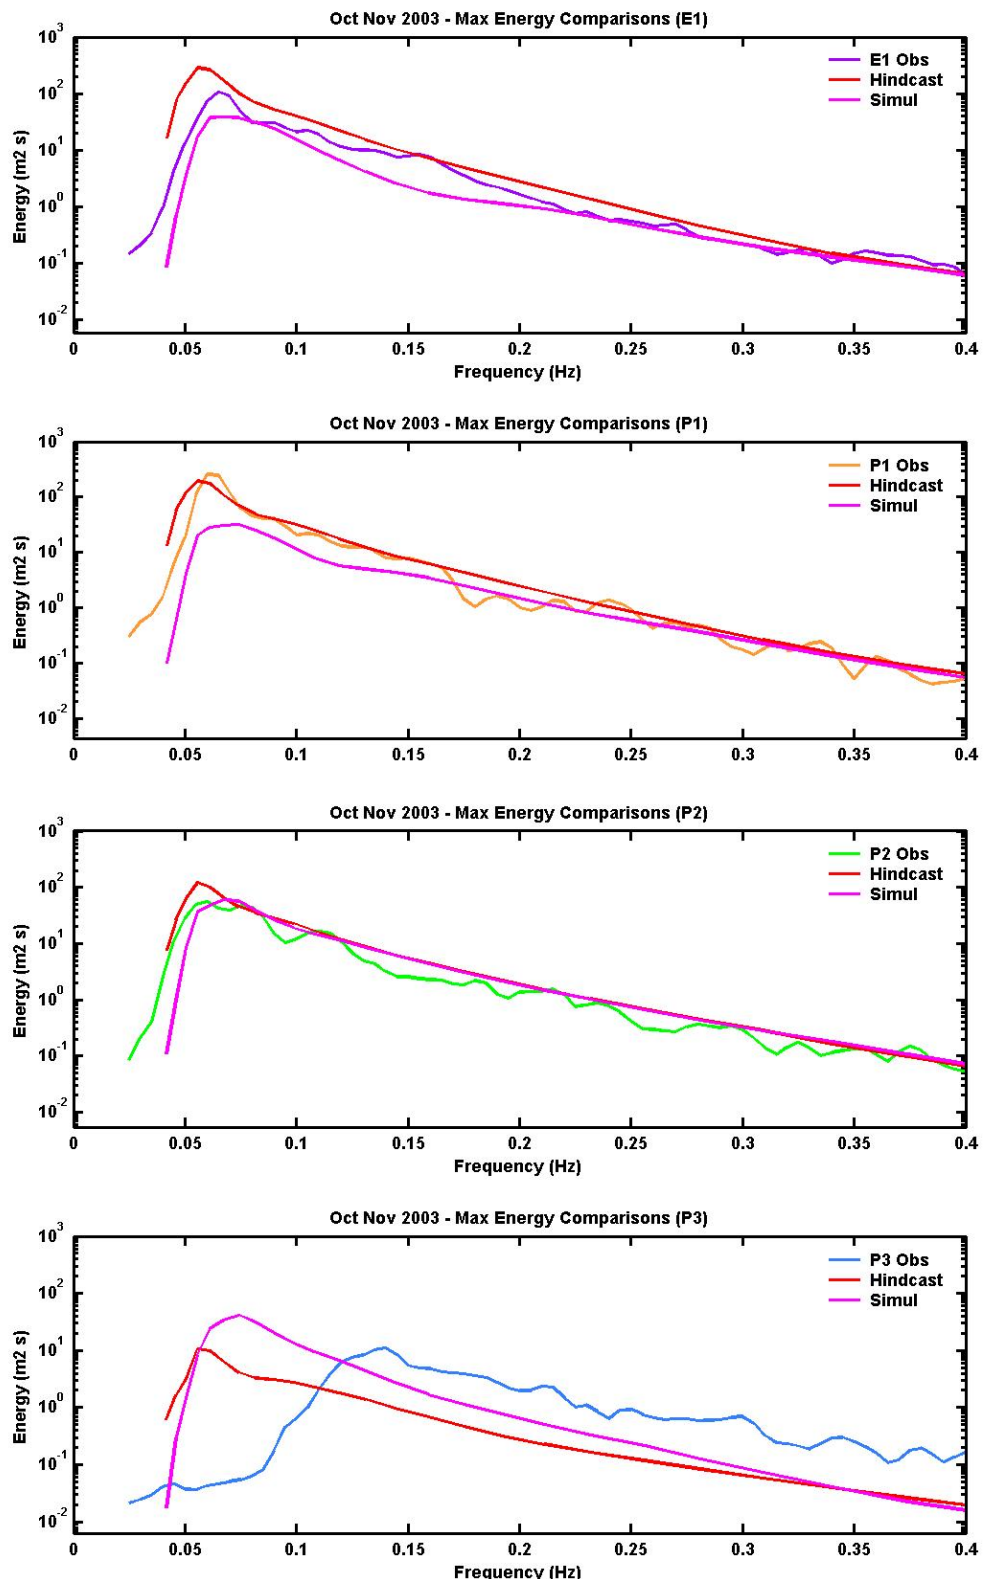 Oct Nov 2003 - Max Energy Comparisons (E1)
10^3
10^2
10^1
10^0
10^-1
10^-2
Energy (m2 s)
E1 Obs
Hindcast
Simul
0 0.05 0.1 0.15 0.2 0.25 0.3 0.35 0.4
Frequency (Hz)
Oct Nov 2003 - Max Energy Comparisons (P1)
10^3
10^2
10^1
10^0
10^-1
10^-2
Energy (m2 s)
P1 Obs
Hindcast
Simul
0 0.05 0.1 0.15 0.2 0.25 0.3 0.35 0.4
Oct Nov 2003 - Max Energy Comparisons (P2)
10^3
10^2
10^1
10^0
10^-1
10^-2
Energy (m2 s)
P2 Obs
Hindcast
Simul
0 0.05 0.1 0.15 0.2 0.25 0.3 0.35 0.4
Frequency (Hz)
Oct Nov 2003 - Max Energy Comparisons (P3)
10^3
10^2
10^1
10^0
10^-1
10^-2
Energy (m2 s)
P3 Obs
Hindcast
Simul
0 0.05 0.1 0.15 0.2 0.25 0.3 0.35 0.4
Frequency (Hz)